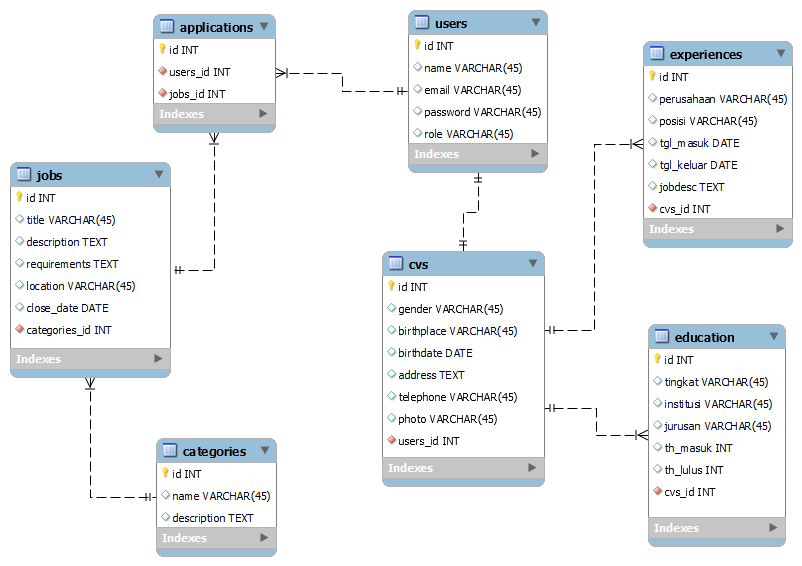 applications
id INT
users_id INT
jobs_id INT
Indexes
users
id INT
name VARCHAR(45)
email VARCHAR(45)
password VARCHAR(45)
role VARCHAR(45)
Indexes
experiences
id INT
perusahaan VARCHAR(45)
posisi VARCHAR(45)
tgl_masuk DATE
tgl_keluar DATE
jobdesc TEXT
cvs_id INT
Indexes
jobs
id INT
title VARCHAR(45)
description TEXT
requirements TEXT
location VARCHAR(45)
close_date DATE
categories_id INT
Indexes
cvs
id INT
gender VARCHAR(45)
birthplace VARCHAR(45)
birthdate DATE
address TEXT
telephone VARCHAR(45)
photo VARCHAR(45)
users_id INT
Indexes
education
id INT
tingkat VARCHAR(45)
institusi VARCHAR(45)
jurusan VARCHAR(45)
th_masuk INT
th_lulus INT
cvs_id INT
Indexes
categories
id INT
name VARCHAR(45)
description TEXT
Indexes